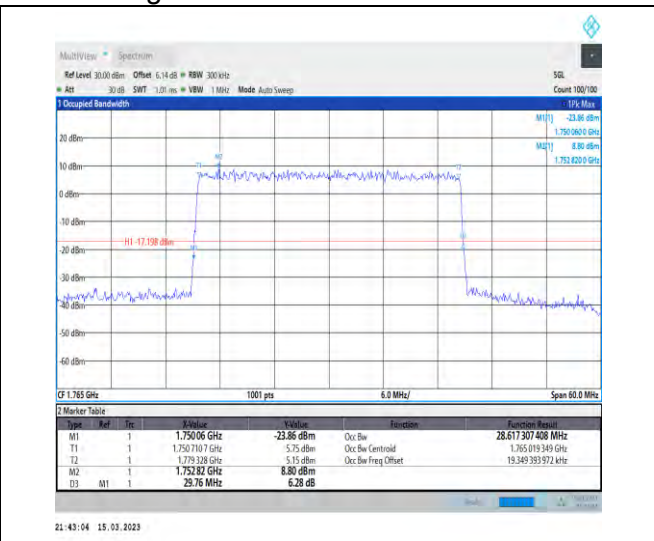 MultiView Spectrum
Ref Level 30.00 dBm Offset 6.14 dB RBW 300 kHz SGL
Att 30 dB SWT 1.01 ms VBW 1 MHz Mode Auto Sweep Count 100/100
1 Occupied Bandwidth 1Pk Max
M1[1] -23.86 dBm
1.750 060 0 GHz
M2[1] 8.80 dBm
1.752 820 0 GHz
20 dBm
M2
T1 T2
10 dBm
0 dBm
-10 dBm
H1 -17.198 dBm
-20 dBm
-30 dBm
-40 dBm
-50 dBm
-60 dBm
CF 1.765 GHz 1001 pts 6.0 MHz/ Span 60.0 MHz
2 Marker Table
Type Ref Trc X-Value Y-Value Function Function Result
M1 1 1.750 06 GHz -23.86 dBm Occ Bw 28.617 307 408 MHz
T1 1 1.750 710 7 GHz 5.75 dBm Occ Bw Centroid 1.765 019 349 GHz
T2 1 1.779 328 GHz 5.15 dBm Occ Bw Freq Offset 19.349 393 972 kHz
M2 1 1.752 82 GHz 8.80 dBm
D3 M1 1 29.76 MHz 6.28 dB
21:43:04 15.03.2023